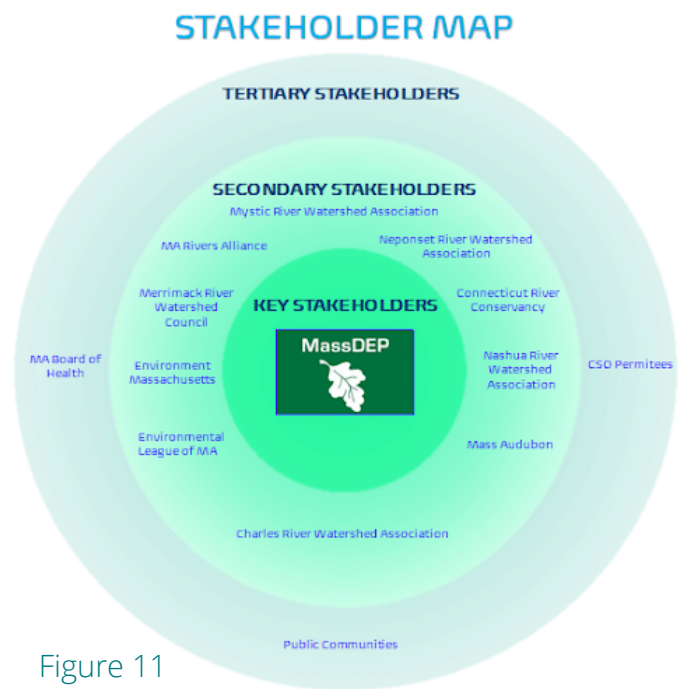 STAKEHOLDER MAP
TERTIARY STAKEHOLDERS
SECONDARY STAKEHOLDERS
Mystic River Watershed Association
MA Rivers Alliance
Neponset River Watershed
Association
Merrimack River
Watershed
Council
KEY STAKEHOLDERS
Connecticut River
Conservancy
MassDEP
MA Board of
Health
Environment
Massachusetts
Nashua River
Watershed
Association
CSO Permitees
Environmental
League of MA
Mass Audubon
Charles River Watershed Association
Public Communities
Figure 11